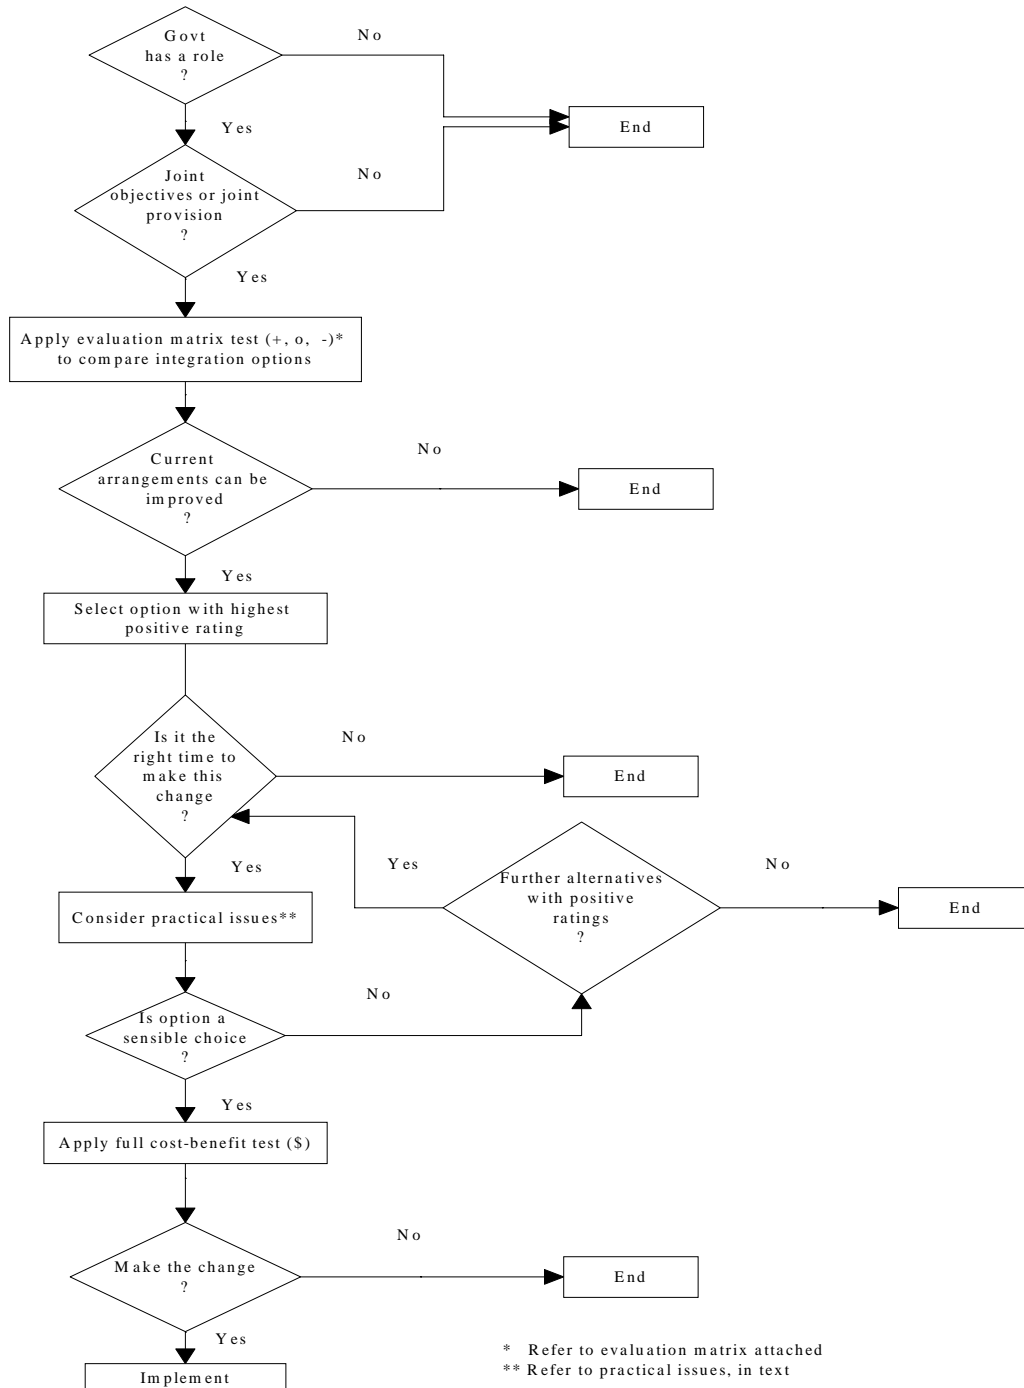 Govt
has a role
?
No
End
Yes
Joint
objectives or joint
provision
?
No
Yes
Apply evaluation matrix test (+, o, -)*
to compare integration options
Current
arrangements can be
improved
?
No
End
Yes
Select option with highest
positive rating
Is it the
right time to
make this
change
?
No
End
Yes
Consider practical issues**
Yes
Further alternatives
with positive
ratings
?
No
End
Is option a
sensible choice
?
No
Yes
Apply full cost-benefit test ($)
Make the change
?
No
End
Yes
Implement
* Refer to evaluation matrix attached
** Refer to practical issues, in text